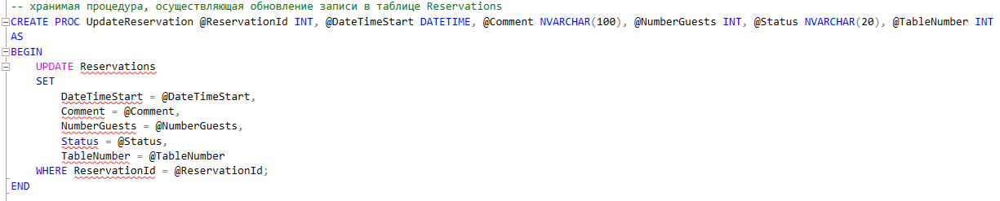 -- хранимая процедура, осуществляющая обновление записи в таблице Reservations
CREATE PROC UpdateReservation @ReservationId INT, @DateTimeStart DATETIME, @Comment NVARCHAR(100), @NumberGuests INT, @Status NVARCHAR(20), @TableNumber INT
AS
BEGIN
    UPDATE Reservations
    SET
        DateTimeStart = @DateTimeStart,
        Comment = @Comment,
        NumberGuests = @NumberGuests,
        Status = @Status,
        TableNumber = @TableNumber
    WHERE ReservationId = @ReservationId;
END